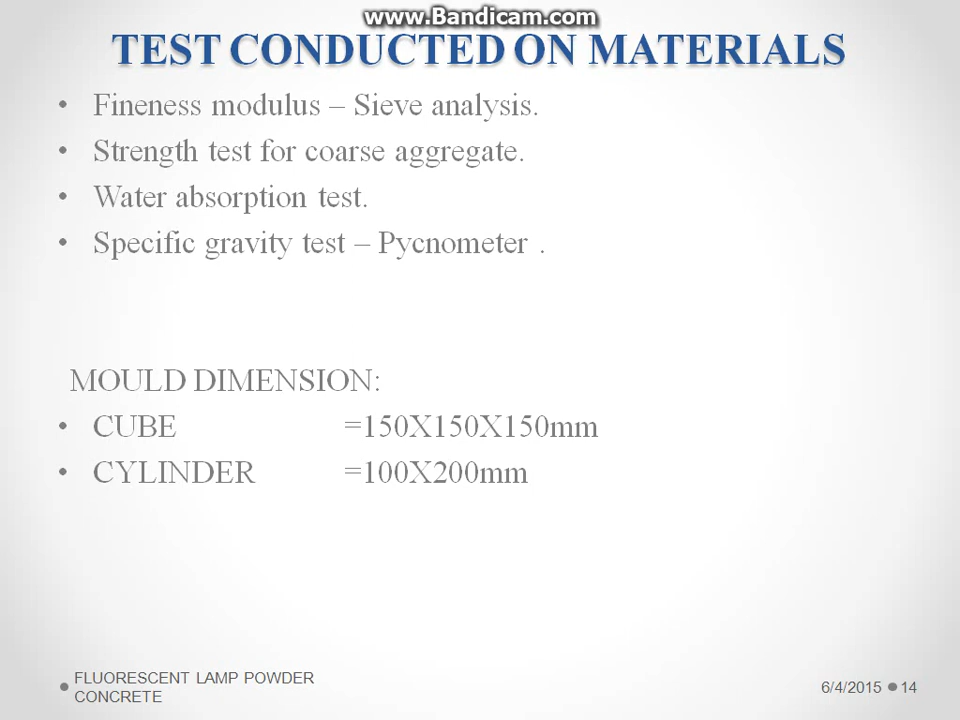 www.Bandicam.com
TEST CONDUCTED ON MATERIALS
• Fineness modulus – Sieve analysis.
• Strength test for coarse aggregate.
• Water absorption test.
• Specific gravity test – Pycnometer .
MOULD DIMENSION:
• CUBE =150X150X150mm
• CYLINDER =100X200mm
FLUORESCENT LAMP POWDER
CONCRETE
6/4/2015 14